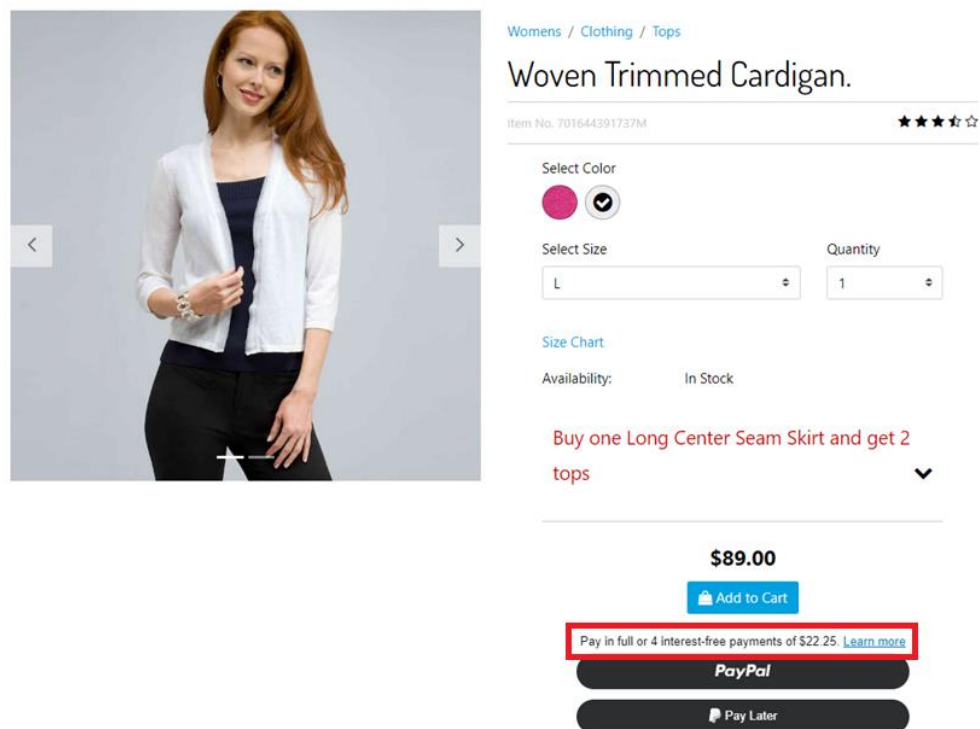 Womens / Clothing / Tops
Woven Trimmed Cardigan.
Item No. 701644391737M
Select Color
Select Size
Quantity
L
1
Size Chart
Availability:
In Stock
Buy one Long Center Seam Skirt and get 2
tops
$89.00
Add to Cart
Pay in full or 4 interest-free payments of $22.25. Learn more
PayPal
Pay Later